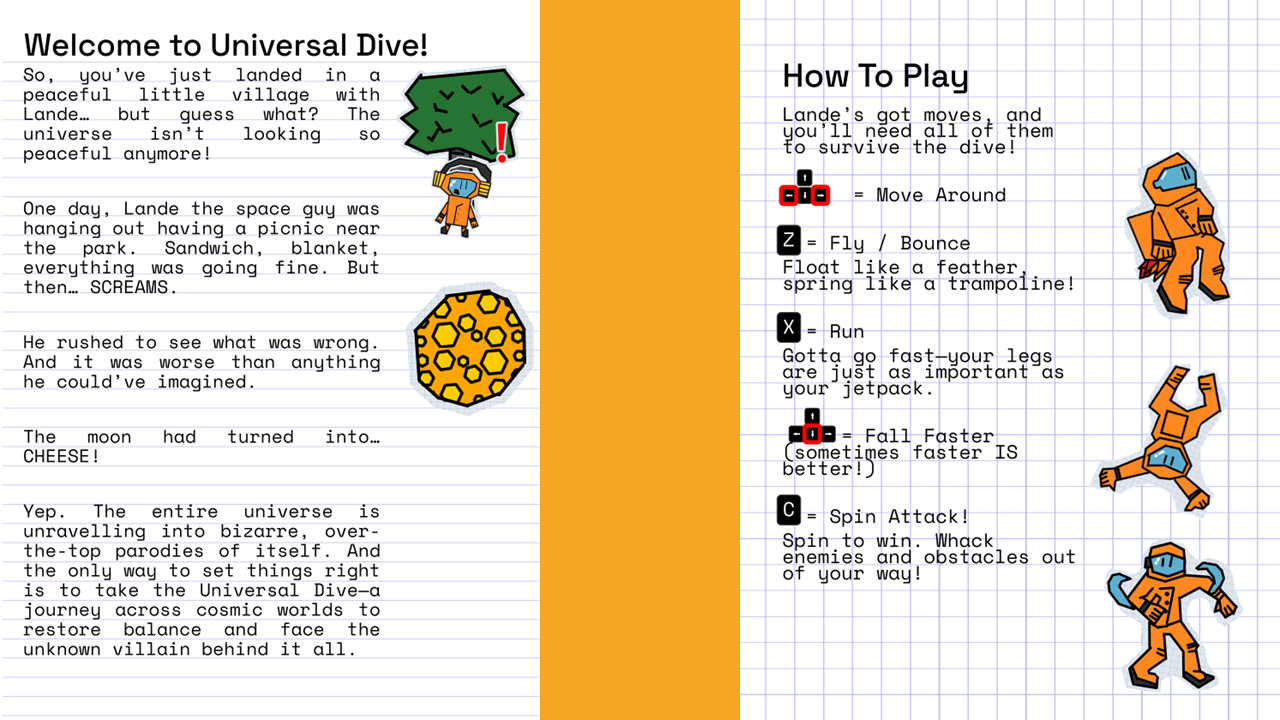 Welcome to Universal Dive!
So, you've just landed in a
peaceful little village with
Lande… but guess what? The
universe isn't looking so
peaceful anymore!
One day, Lande the space guy was
hanging out having a picnic near
the park. Sandwich, blanket,
everything was going fine. But
then… SCREAMS.
He rushed to see what was wrong.
And it was worse than anything
he could've imagined.
The moon had turned into…
CHEESE!
Yep. The entire universe is
unravelling into bizarre, over-
the-top parodies of itself. And
the only way to set things right
is to take the Universal Dive—a
journey across cosmic worlds to
restore balance and face the
unknown villain behind it all.
!
How To Play
Lande's got moves, and
you'll need all of them
to survive the dive!
= Move Around
Z = Fly / Bounce
Float like a feather,
spring like a trampoline!
X = Run
Gotta go fast—your legs
are just as important as
your jetpack.
= Fall Faster
(sometimes faster IS
better!)
C = Spin Attack!
Spin to win. Whack
enemies and obstacles out
of your way!